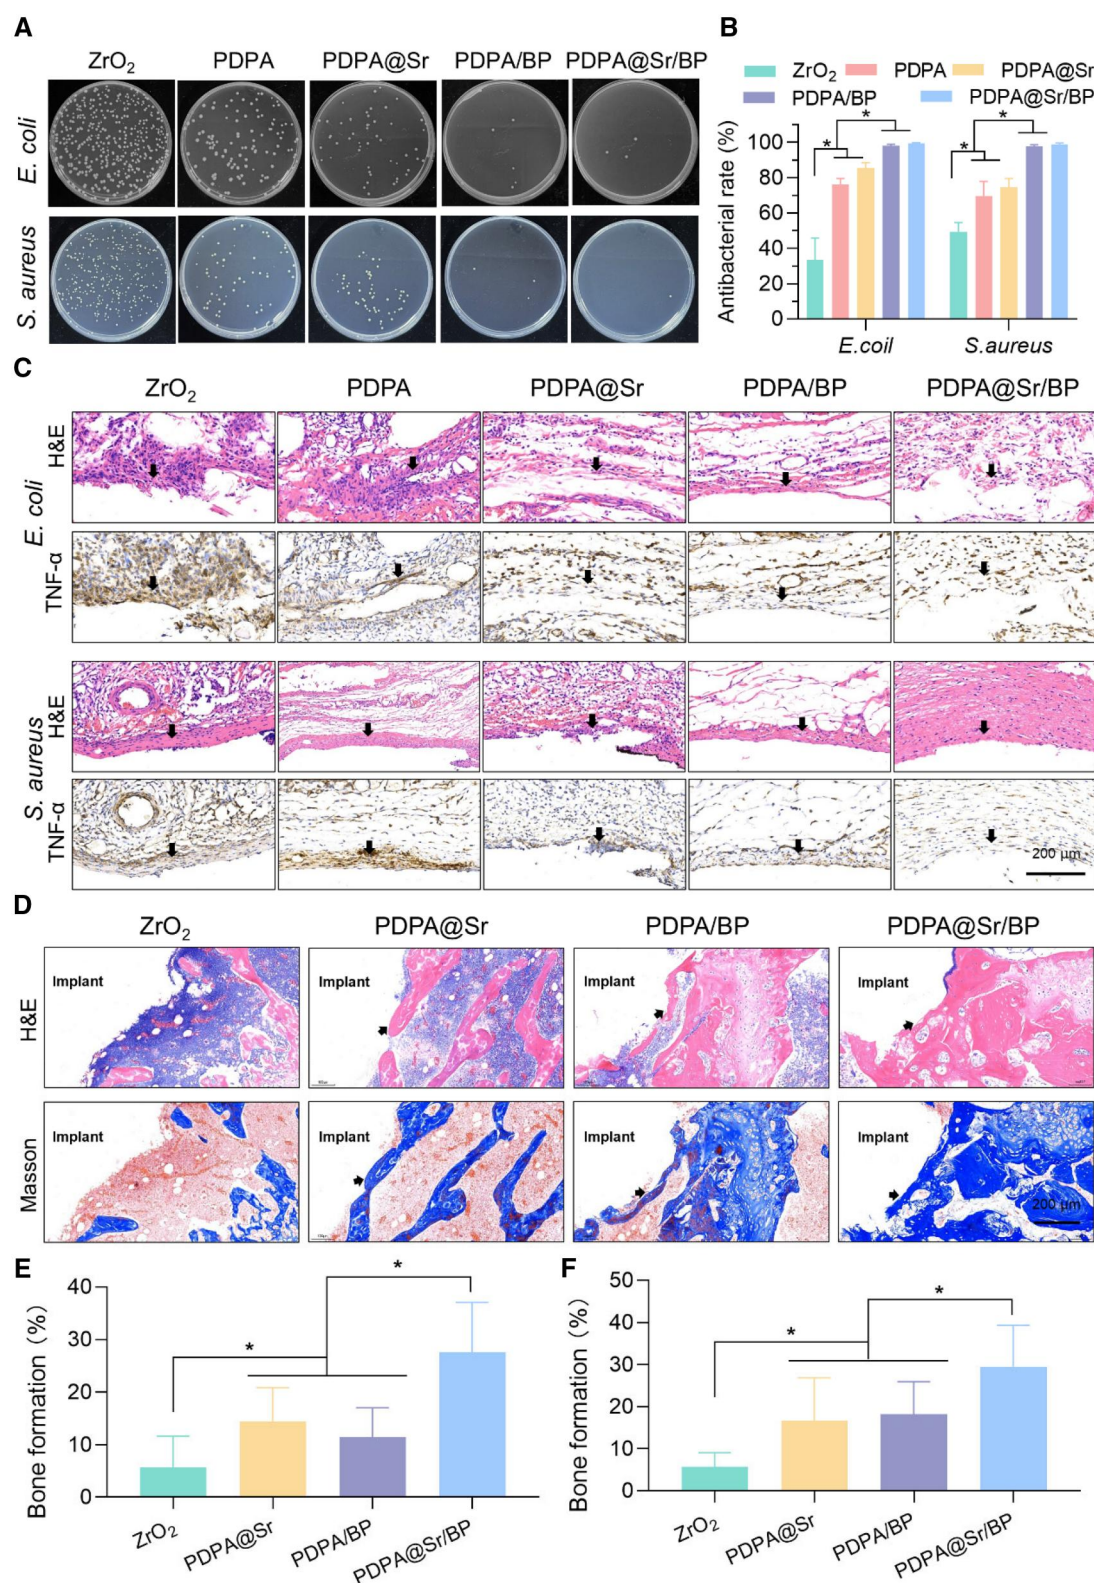 A
ZrO₂ PDPA PDPA@Sr PDPA/BP PDPA@Sr/BP
E. coli
S. aureus
B
ZrO₂ PDPA PDPA@Sr
PDPA/BP PDPA@Sr/BP
Antibacterial rate (%)
100
80
60
40
20
0
* * * *
E.coil S.aureus
C
ZrO₂ PDPA PDPA@Sr PDPA/BP PDPA@Sr/BP
E. coli
H&E
TNF-α
S. aureus
H&E
TNF-α
200 μm
D
ZrO₂ PDPA@Sr PDPA/BP PDPA@Sr/BP
H&E
Implant Implant Implant Implant
Masson
Implant Implant Implant Implant
200 μm
E
Bone formation (%)
40
30
20
10
0
* *
ZrO₂ PDPA@Sr PDPA/BP PDPA@Sr/BP
F
Bone formation (%)
50
40
30
20
10
0
* *
ZrO₂ PDPA@Sr PDPA/BP PDPA@Sr/BP